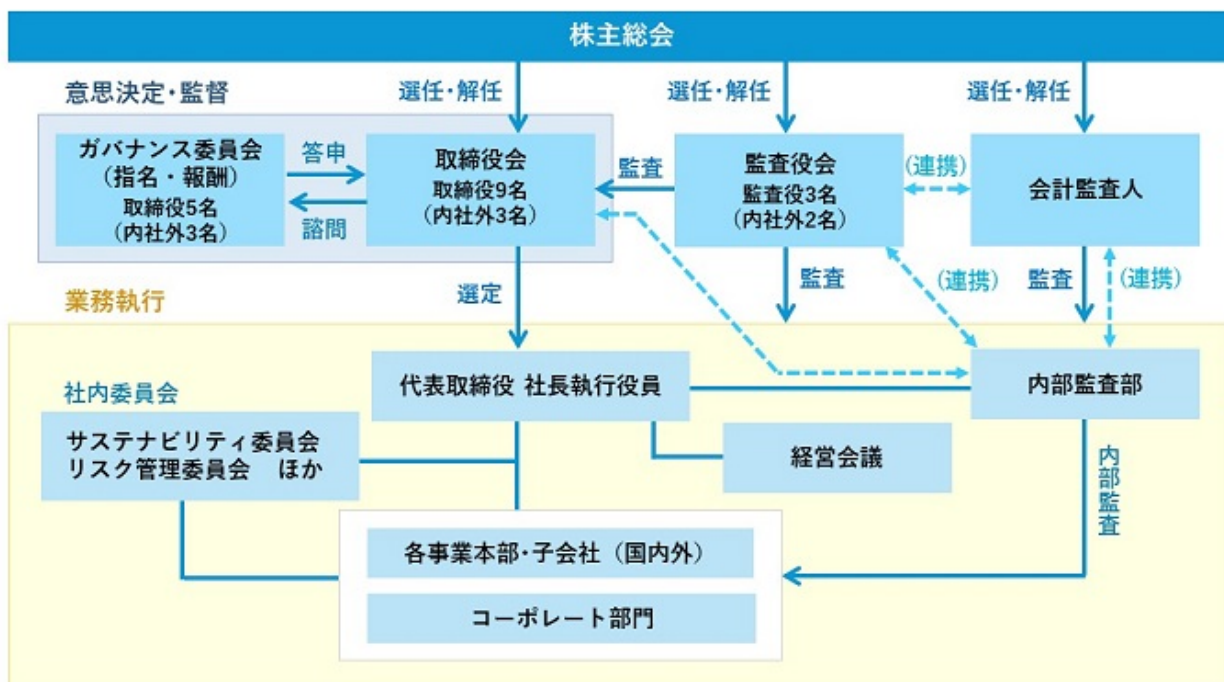 株主総会
意思決定・監督
選任・解任
選任・解任
選任・解任
ガバナンス委員会
(指名・報酬)
取締役5名
(内社外3名)
答申
諮問
取締役会
取締役9名
(内社外3名)
監査
監査役会
監査役3名
(内社外2名)
(連携)
会計監査人
業務執行
選定
監査
(連携)
監査
(連携)
代表取締役 社長執行役員
内部監査部
社内委員会
サステナビリティ委員会
リスク管理委員会 ほか
経営会議
内部監査
各事業本部・子会社（国内外）
コーポレート部門